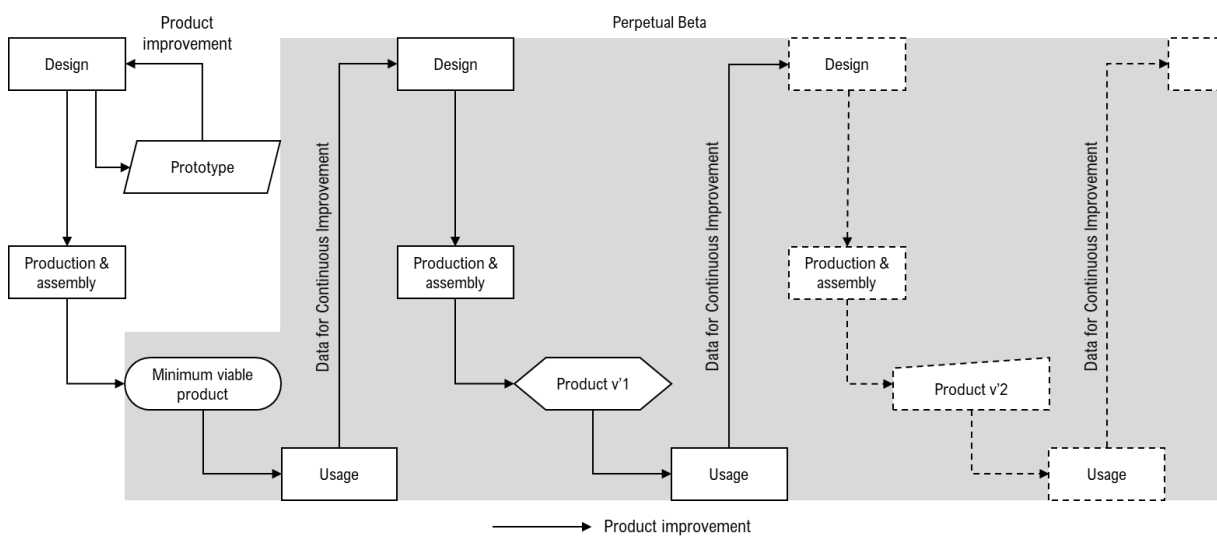 Product
improvement
Perpetual Beta
Design
Design
Design
Prototype
Data for Continuous Improvement
Data for Continuous Improvement
Data for Continuous Improvement
Production &
assembly
Production &
assembly
Production &
assembly
Minimum viable
product
Product v'1
Product v'2
Usage
Usage
Usage
Product improvement